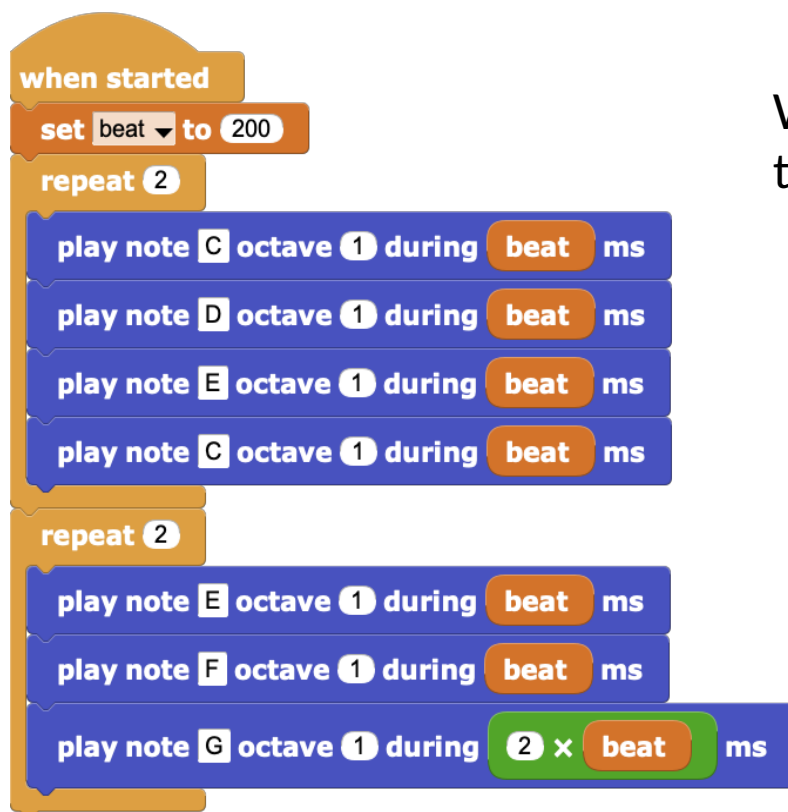 when started
set beat to 200
repeat 2
play note C octave 1 during beat ms
play note D octave 1 during beat ms
play note E octave 1 during beat ms
play note C octave 1 during beat ms
repeat 2
play note E octave 1 during beat ms
play note F octave 1 during beat ms
play note G octave 1 during 2 × beat ms